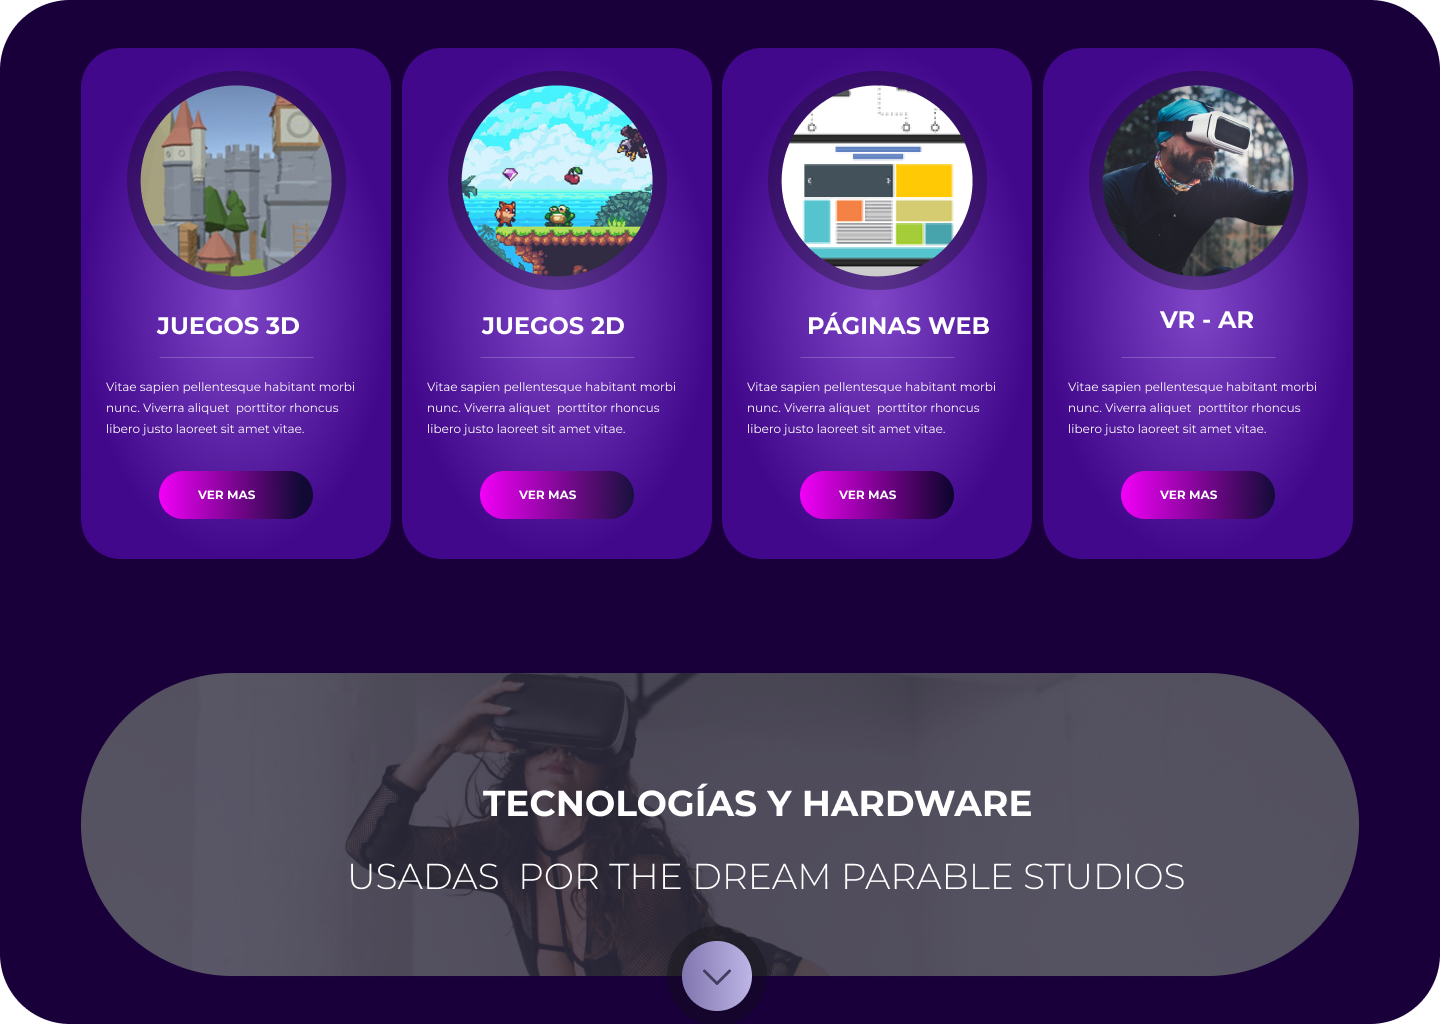 JUEGOS 3D
Vitae sapien pellentesque habitant morbi
nunc. Viverra aliquet  porttitor rhoncus
libero justo laoreet sit amet vitae.
VER MAS
JUEGOS 2D
Vitae sapien pellentesque habitant morbi
nunc. Viverra aliquet  porttitor rhoncus
libero justo laoreet sit amet vitae.
VER MAS
PÁGINAS WEB
Vitae sapien pellentesque habitant morbi
nunc. Viverra aliquet  porttitor rhoncus
libero justo laoreet sit amet vitae.
VER MAS
VR - AR
Vitae sapien pellentesque habitant morbi
nunc. Viverra aliquet  porttitor rhoncus
libero justo laoreet sit amet vitae.
VER MAS
TECNOLOGÍAS Y HARDWARE
USADAS  POR THE DREAM PARABLE STUDIOS